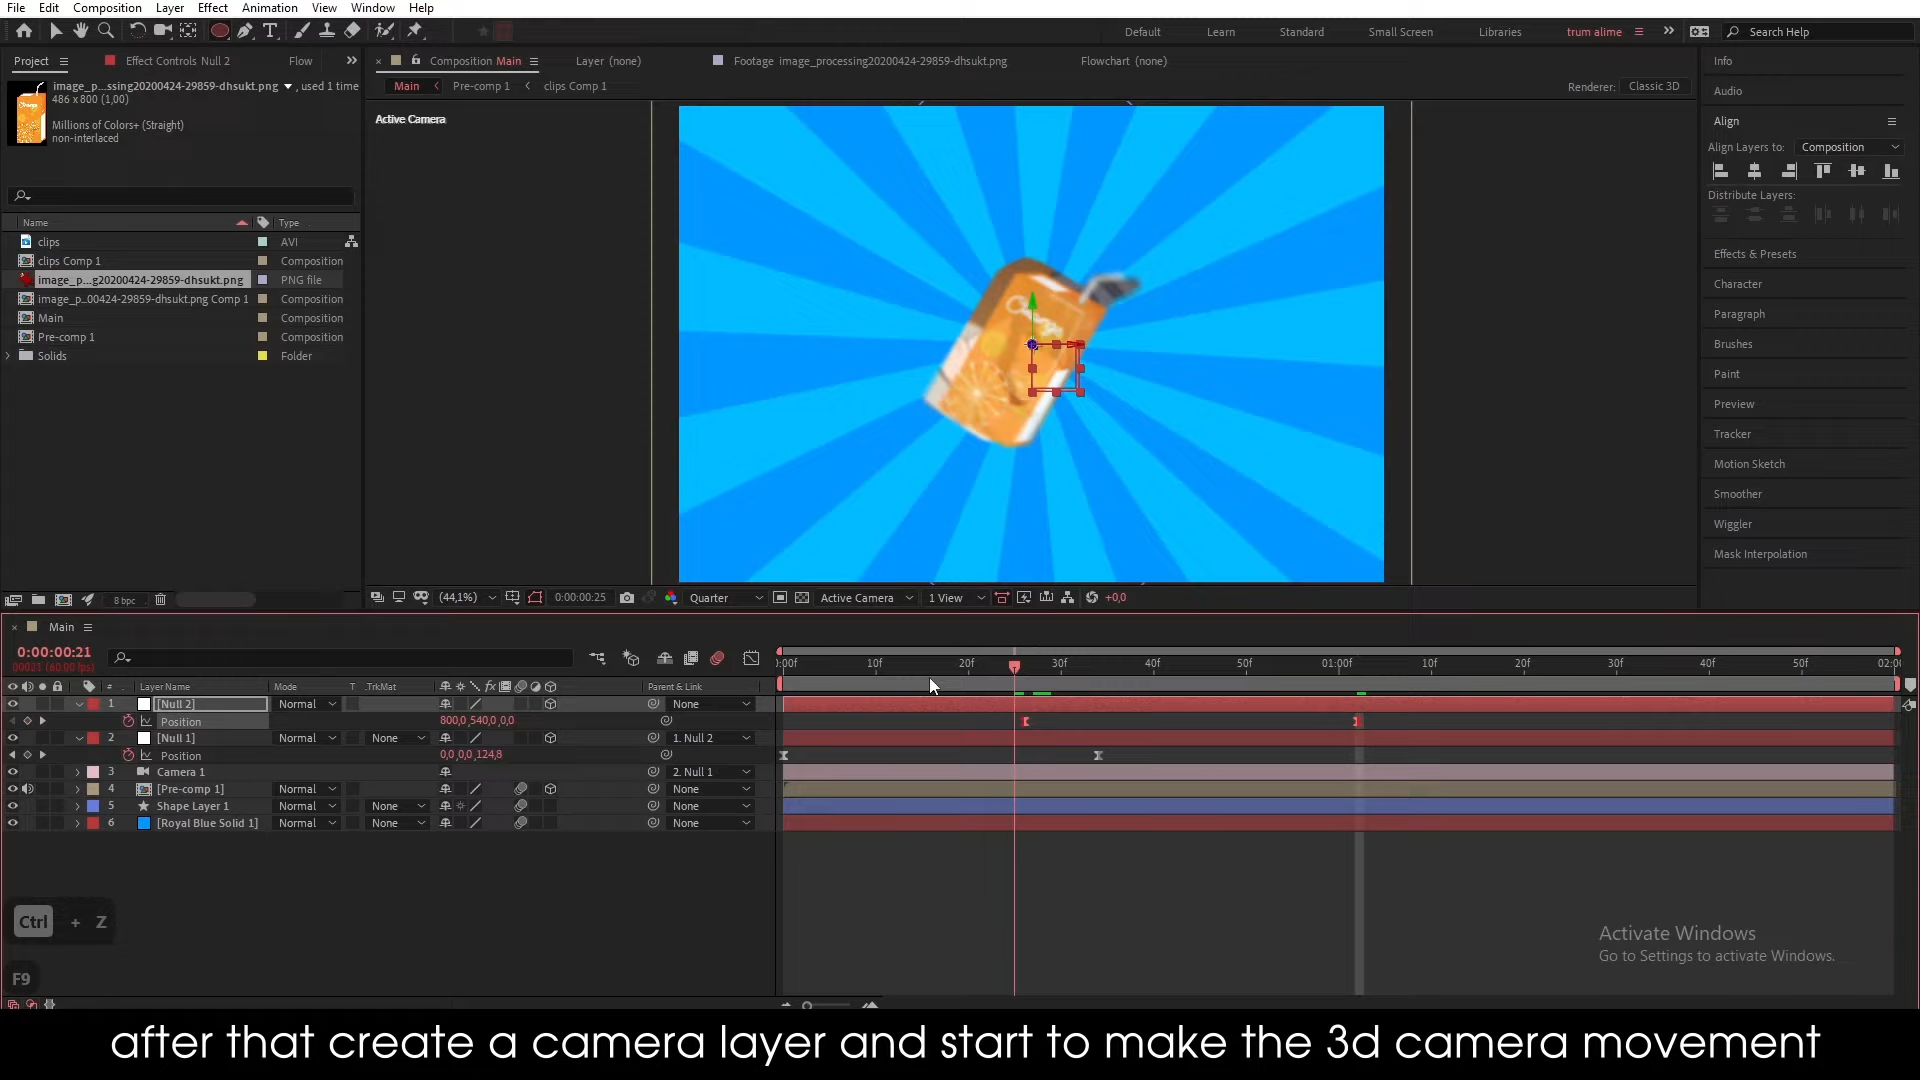 File Edit Composition Layer Effect Animation View Window Help
Default Learn Standard Small Screen Libraries trum alime Search Help
Project Effect Controls Null 2 Flow Composition Main Layer (none) Footage image_processing20200424-29859-dhsukt.png Flowchart (none)
Main Pre-comp 1 clips Comp 1 Renderer: Classic 3D
image_p...ssing20200424-29859-dhsukt.png , used 1 time
486 x 800 (1,00)
Millions of Colors+ (Straight)
non-interlaced
Active Camera
Name Type
clips AVI
clips Comp 1 Composition
image_p...g20200424-29859-dhsukt.png PNG file
image_p...00424-29859-dhsukt.png Comp 1 Composition
Main Composition
Pre-comp 1 Composition
Solids Folder
8 bpc
Orange
(44,1%) 0:00:00:25 Quarter Active Camera 1 View +0,0
Info
Audio
Align
Align Layers to: Composition
Distribute Layers:
Effects & Presets
Character
Paragraph
Brushes
Paint
Preview
Tracker
Motion Sketch
Smoother
Wiggler
Mask Interpolation
Main
0:00:00:21
00021 (60.00 fps)
):00f 10f 20f 30f 40f 50f 01:00f 10f 20f 30f 40f 50f 02:00
# Layer Name Mode T .TrkMat Parent & Link
1 [Null 2] Normal None
Position 800,0,540,0,0,0
2 [Null 1] Normal None 1. Null 2
Position 0,0,0,0,124,8
3 Camera 1 2. Null 1
4 [Pre-comp 1] Normal None None
5 Shape Layer 1 Normal None None
6 [Royal Blue Solid 1] Normal None None
Ctrl + Z
F9
Activate Windows
Go to Settings to activate Windows.
after that create a camera layer and start to make the 3d camera movement